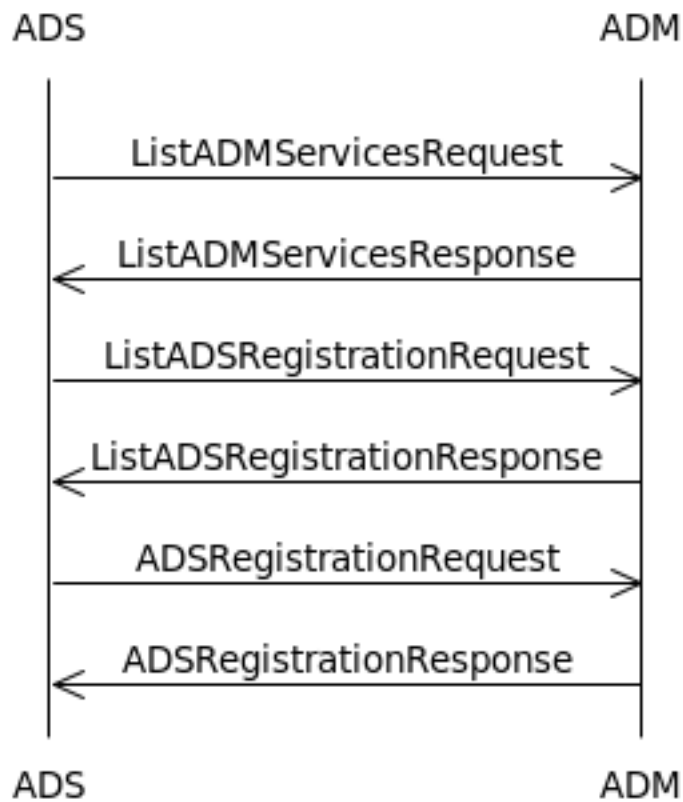 ADS ADM
ListADMServicesRequest
ListADMServicesResponse
ListADSRegistrationRequest
ListADSRegistrationResponse
ADSRegistrationRequest
ADSRegistrationResponse
ADS ADM